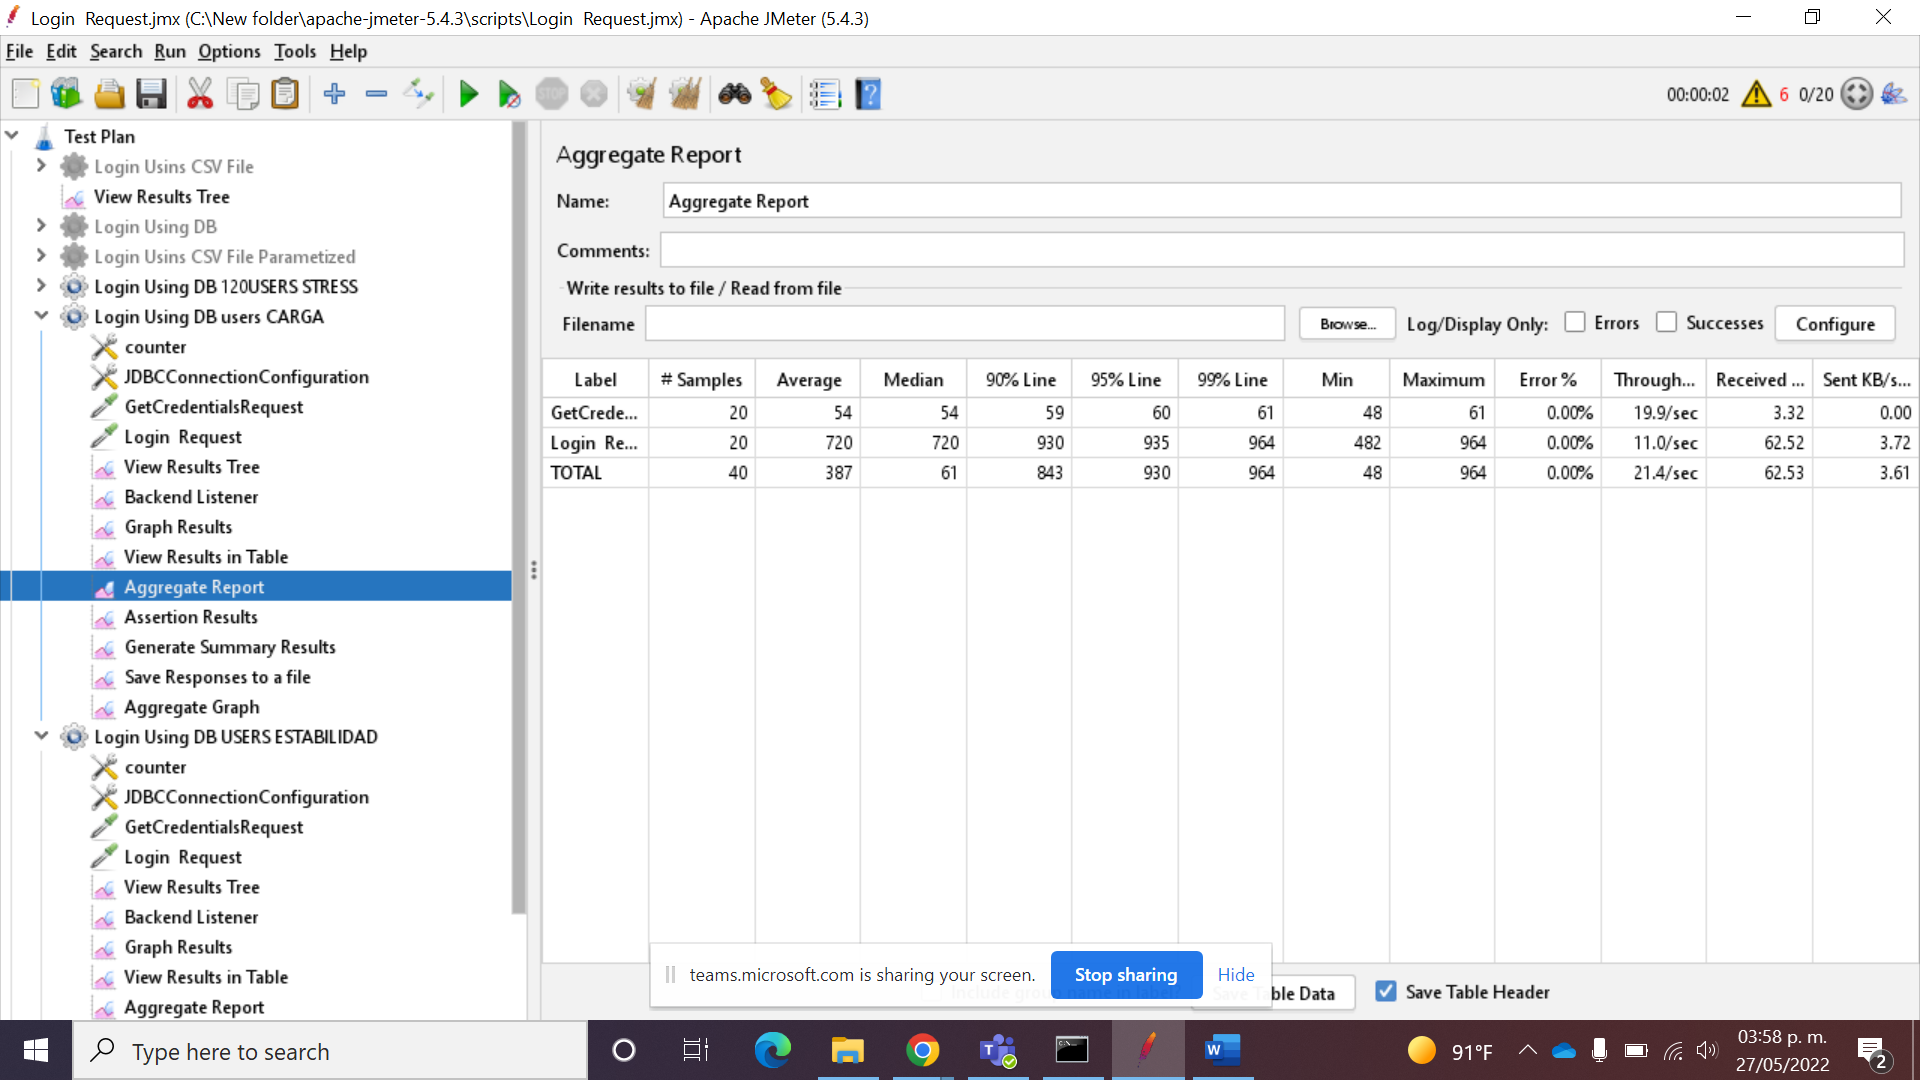 Login  Request.jmx (C:\New folder\apache-jmeter-5.4.3\scripts\Login  Request.jmx) - Apache JMeter (5.4.3)
File Edit Search Run Options Tools Help
STOP 00:00:02 6 0/20
Test Plan
Login Usins CSV File
View Results Tree
Login Using DB
Login Usins CSV File Parametized
Login Using DB 120USERS STRESS
Login Using DB users CARGA
counter
JDBCConnectionConfiguration
GetCredentialsRequest
Login  Request
View Results Tree
Backend Listener
Graph Results
View Results in Table
Aggregate Report
Assertion Results
Generate Summary Results
Save Responses to a file
Aggregate Graph
Login Using DB USERS ESTABILIDAD
counter
JDBCConnectionConfiguration
GetCredentialsRequest
Login  Request
View Results Tree
Backend Listener
Graph Results
View Results in Table
Aggregate Report
Aggregate Report
Name: Aggregate Report
Comments:
Write results to file / Read from file
Filename Browse... Log/Display Only: Errors Successes Configure
Label # Samples Average Median 90% Line 95% Line 99% Line Min Maximum Error % Through... Received ... Sent KB/s...
GetCrede... 20 54 54 59 60 61 48 61 0.00% 19.9/sec 3.32 0.00
Login  Re... 20 720 720 930 935 964 482 964 0.00% 11.0/sec 62.52 3.72
TOTAL 40 387 61 843 930 964 48 964 0.00% 21.4/sec 62.53 3.61
teams.microsoft.com is sharing your screen. Stop sharing Hide
Data Save Table Header
Type here to search
91°F
03:58 p. m.
27/05/2022
2